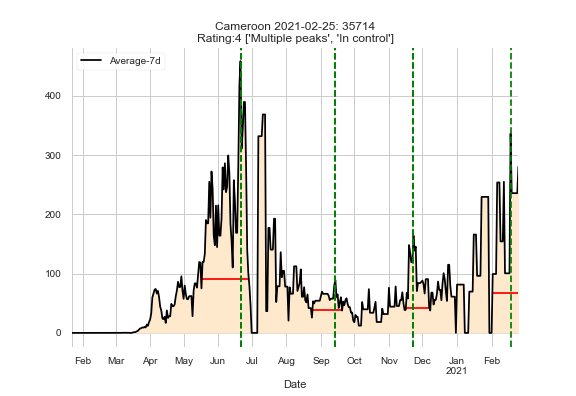 Cameroon 2021-02-25: 35714
Rating:4 ['Multiple peaks', 'In control']
Average-7d
400
300
200
100
0
Feb Mar Apr May Jun Jul Aug Sep Oct Nov Dec Jan Feb
2021
Date